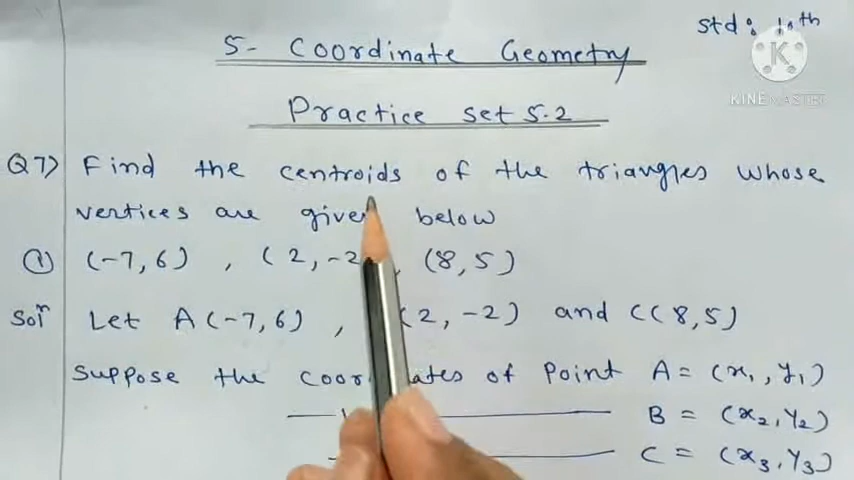 Std: 10th
K
KINEMASTER
5- Coordinate Geometry
Practice set 5.2
Q7) Find the centroids of the triangles whose
vertices are given below
① (-7,6) , (2,-2 , (8,5)
Solⁿ Let A(-7,6) , (2,-2) and C(8,5)
Suppose the of Point A = (x₁,y₁)
B = (x₂,y₂)
C = (x₃,y₃)